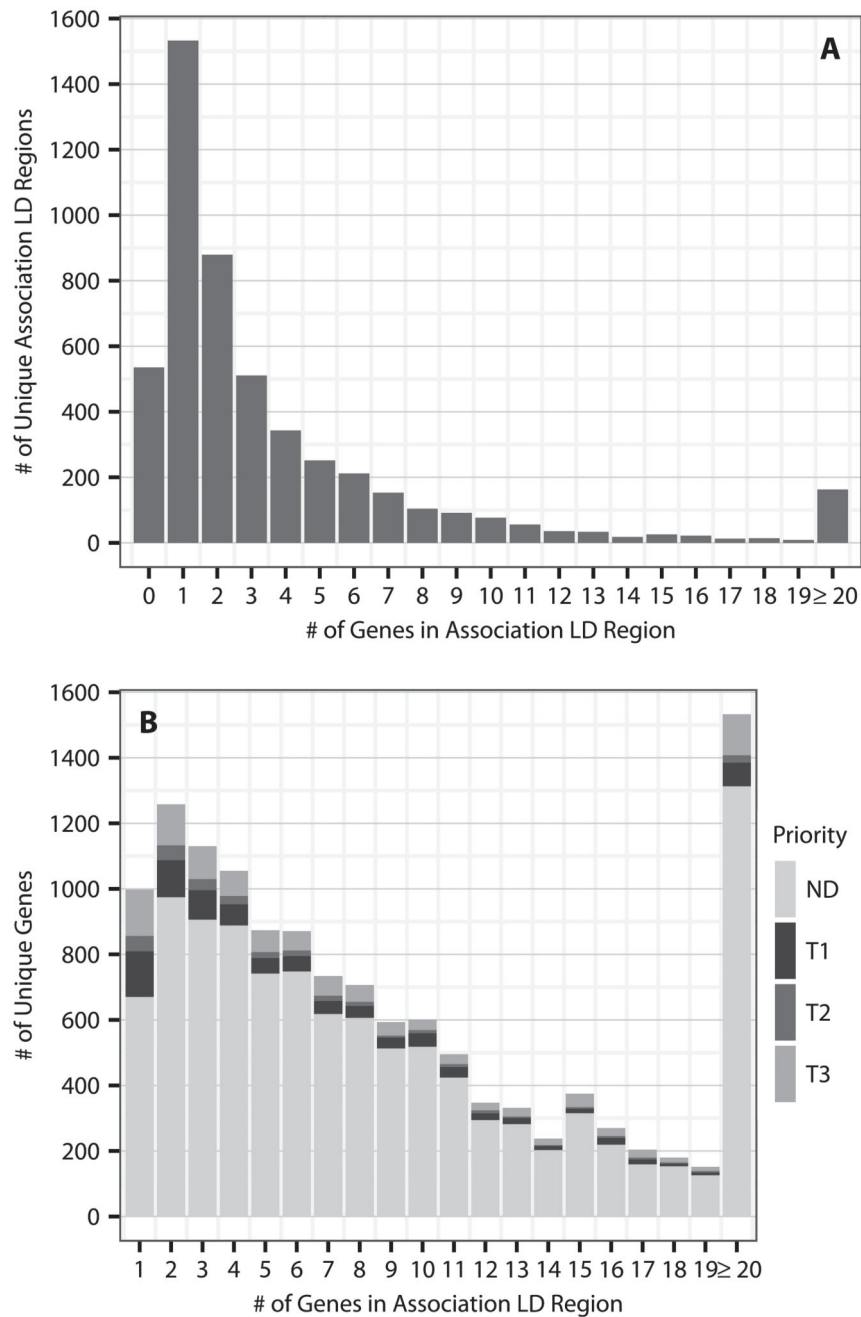 A
# of Unique Association LD Regions
1600
1400
1200
1000
800
600
400
200
0
0 1 2 3 4 5 6 7 8 9 10 11 12 13 14 15 16 17 18 19 ≥ 20
# of Genes in Association LD Region
B
# of Unique Genes
1600
1400
1200
1000
800
600
400
200
0
1 2 3 4 5 6 7 8 9 10 11 12 13 14 15 16 17 18 19 ≥ 20
# of Genes in Association LD Region
Priority
ND
T1
T2
T3